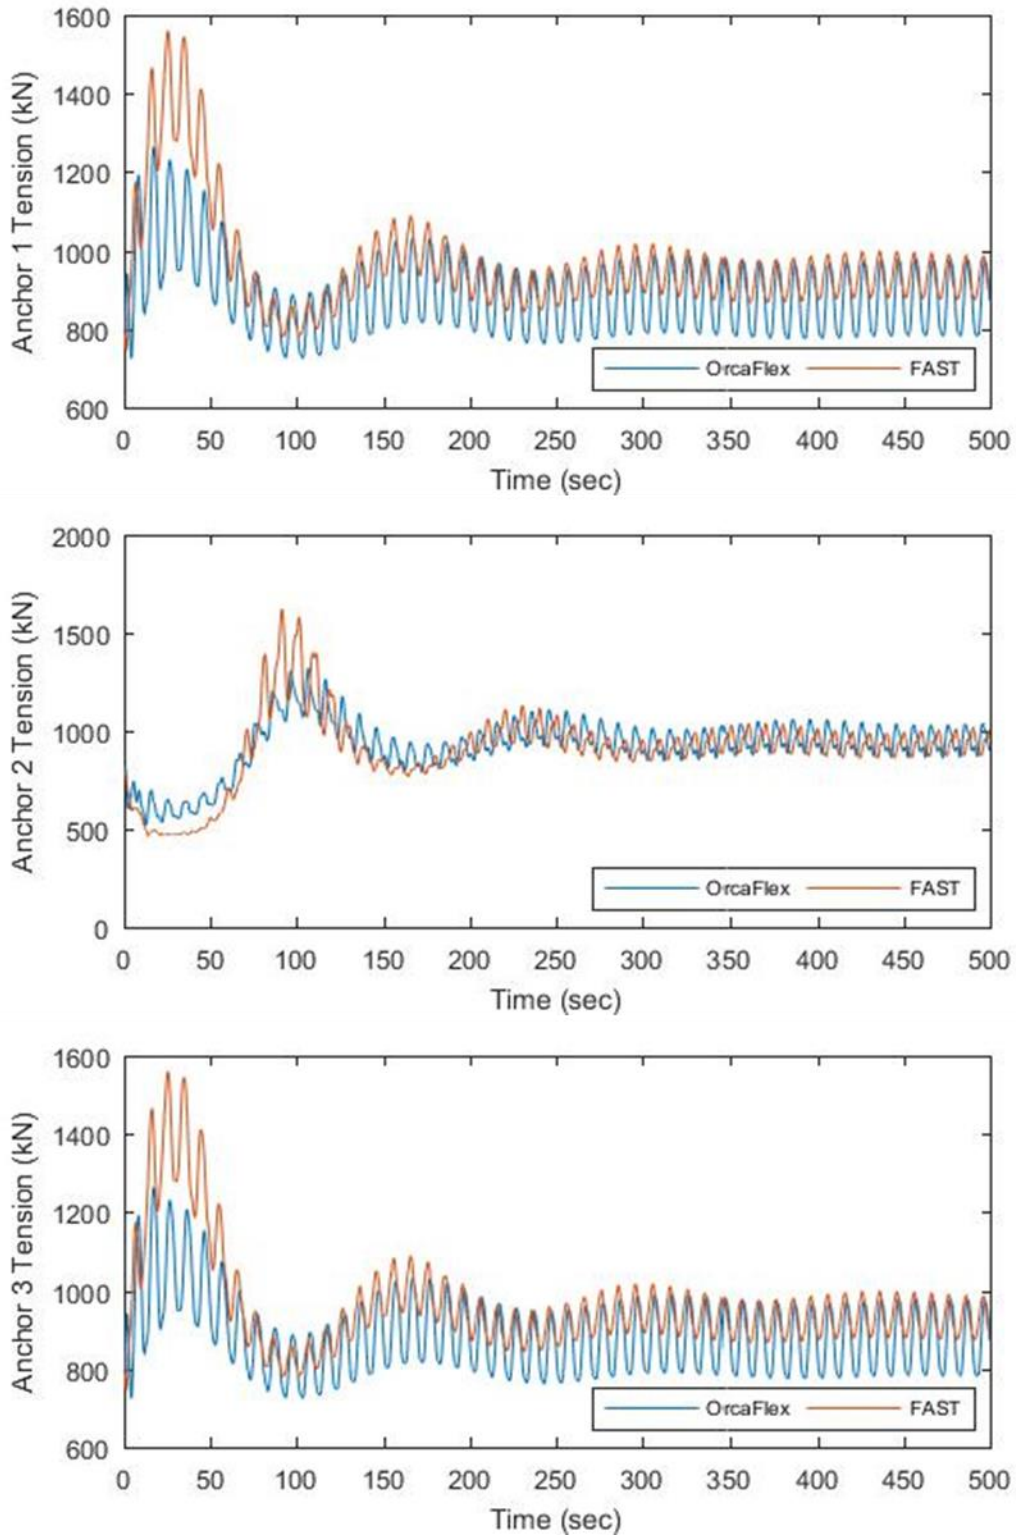 1600
1400
1200
1000
800
600
Anchor 1 Tension (kN)
OrcaFlex FAST
0 50 100 150 200 250 300 350 400 450 500
Time (sec)
2000
1500
1000
500
0
Anchor 2 Tension (kN)
OrcaFlex FAST
0 50 100 150 200 250 300 350 400 450 500
Time (sec)
1600
1400
1200
1000
800
600
Anchor 3 Tension (kN)
OrcaFlex FAST
0 50 100 150 200 250 300 350 400 450 500
Time (sec)